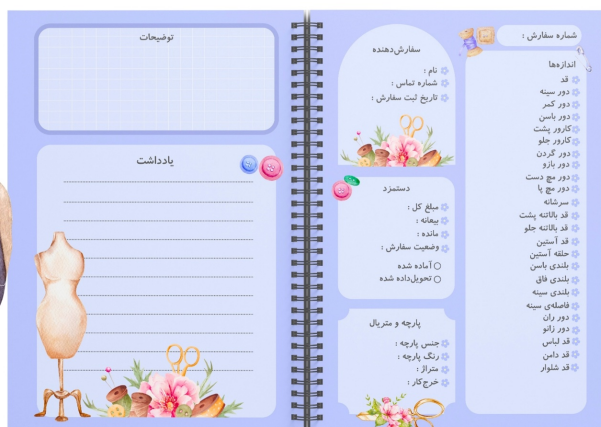 شماره سفارش :
اندازه‌ها
قد
دور سینه
دور کمر
دور باسن
کارور پشت
کارور جلو
دور گردن
دور بازو
دور مچ دست
دور مچ پا
سرشانه
قد بالاتنه پشت
قد بالاتنه جلو
قد آستین
حلقه آستین
بلندی باسن
بلندی فاق
بلندی سینه
فاصله‌ی سینه
دور ران
دور زانو
قد لباس
قد دامن
قد شلوار
سفارش‌دهنده
نام :
شماره تماس :
تاریخ ثبت سفارش :
دستمزد
مبلغ کل :
بیعانه :
مانده :
وضعیت سفارش :
آماده شده
تحویل‌داده شده
پارچه و متریال
جنس پارچه :
رنگ پارچه :
متراژ :
خرج‌کار :
توضیحات
یادداشت